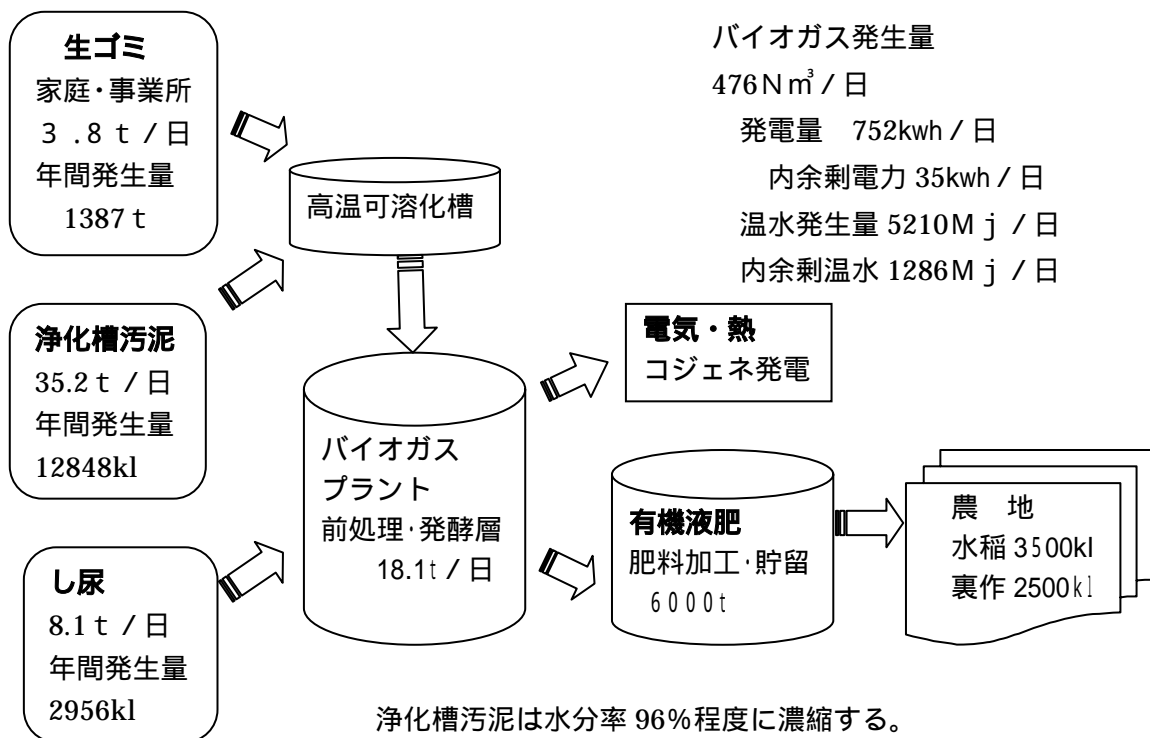 生ゴミ
家庭・事業所
３.８ｔ/日
年間発生量
1387ｔ
浄化槽汚泥
35.2ｔ/日
年間発生量
12848kl
し尿
8.1ｔ/日
年間発生量
2956kl
高温可溶化槽
バイオガス
プラント
前処理・発酵層
18.1t/日
バイオガス発生量
476Ｎ㎥/日
発電量　752kwh/日
内余剰電力 35kwh/日
温水発生量 5210Ｍｊ/日
内余剰温水 1286Ｍｊ/日
電気・熱
コジェネ発電
有機液肥
肥料加工・貯留
6000t
農　地
水稲 3500kl
裏作 2500kl
浄化槽汚泥は水分率 96%程度に濃縮する。